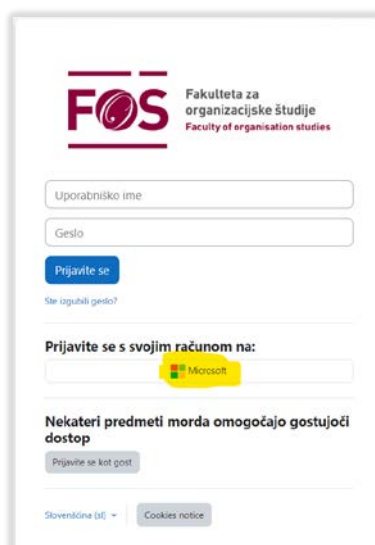 FOŠ
Fakulteta za
organizacijske študije
Faculty of organisation studies
Uporabniško ime
Geslo
Prijavite se
Ste izgubili geslo?
Prijavite se s svojim računom na:
Microsoft
Nekateri predmeti morda omogočajo gostujoči
dostop
Prijavite se kot gost
Slovenščina (sl)
Cookies notice